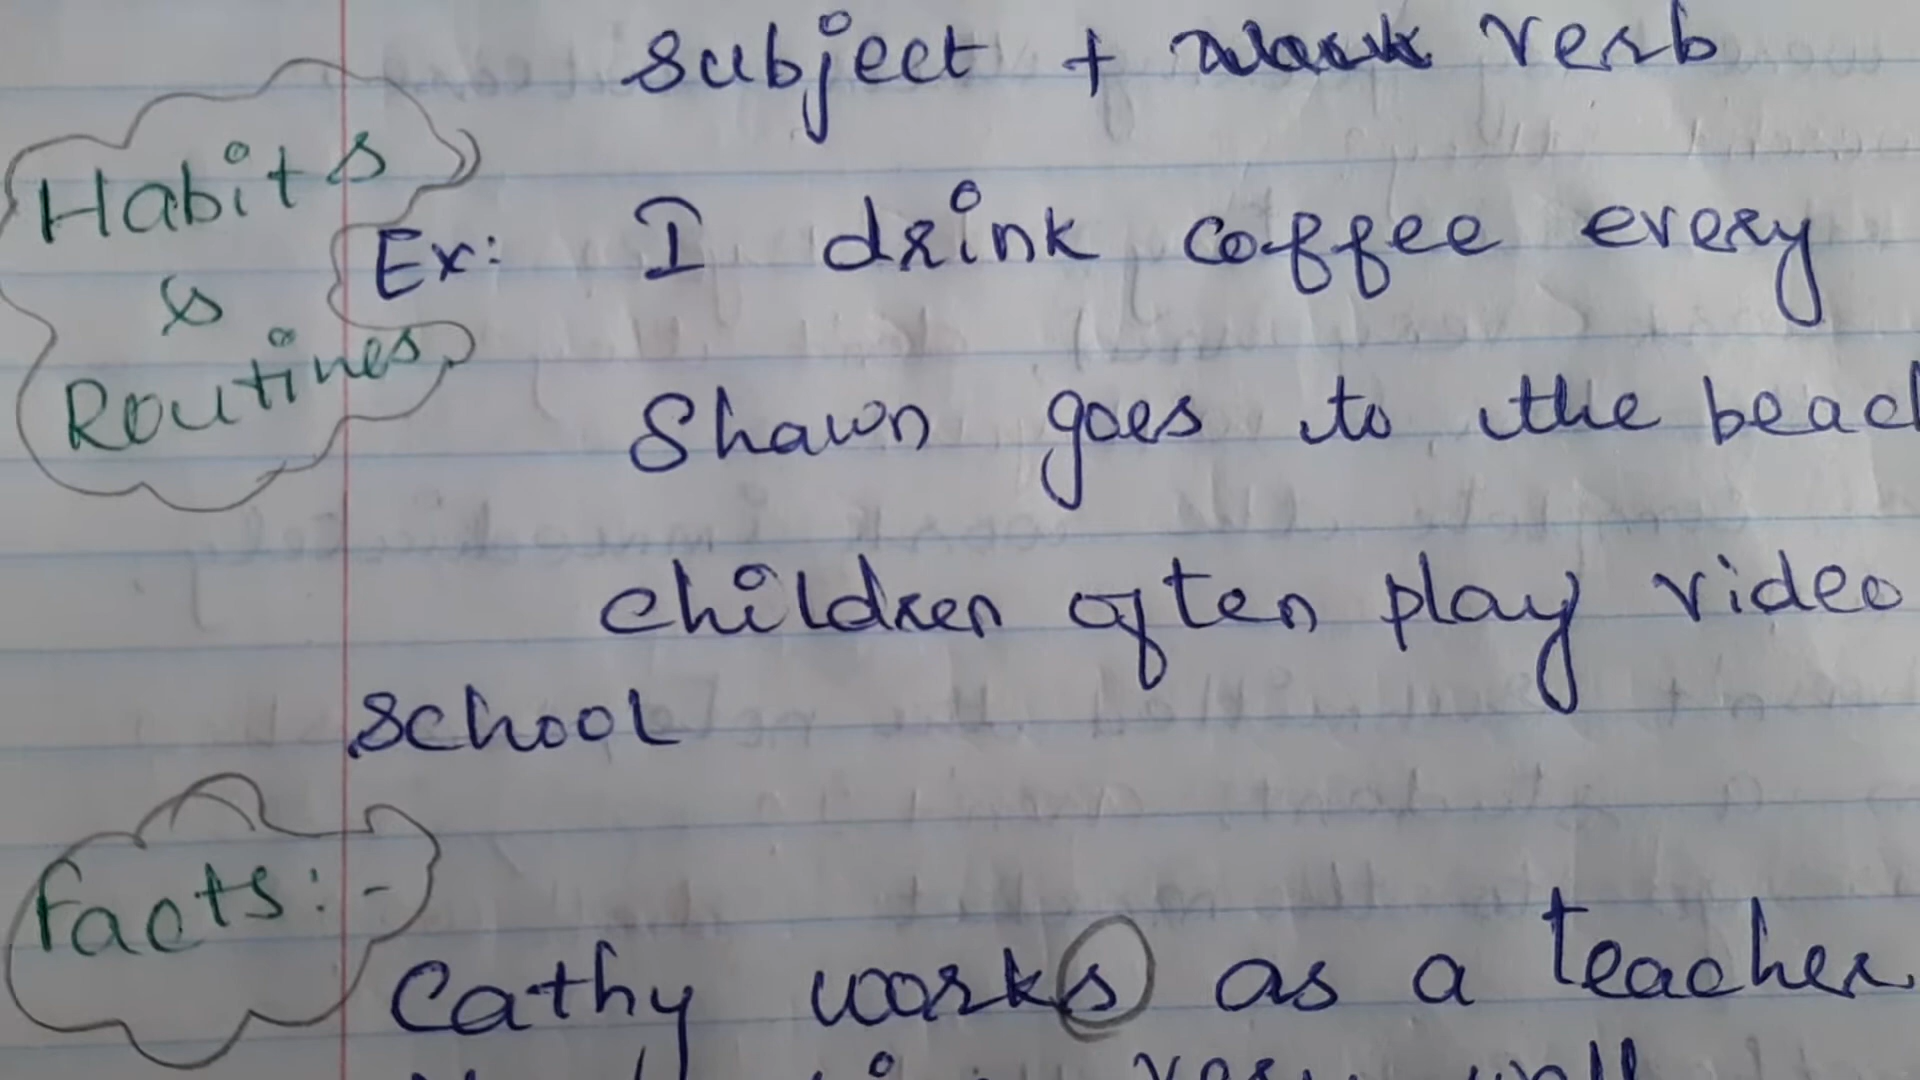 subject + verb
Habits
&
Routines
Ex: I drink coffee every
Shawn goes to the
children often play video
school
Facts:-
Cathy works as a teacher